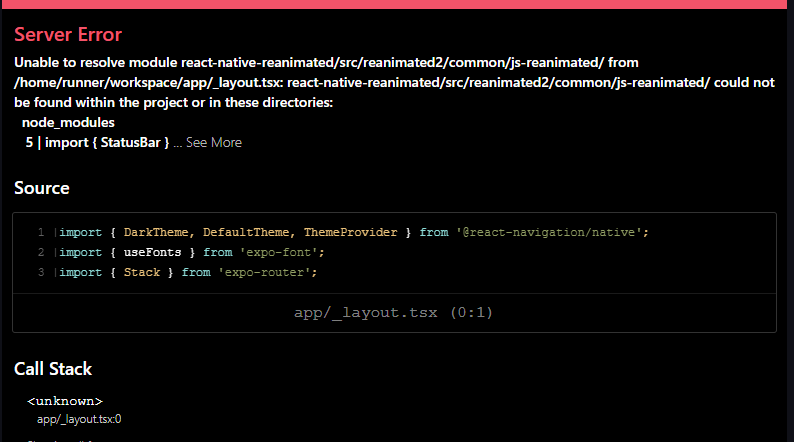 Server Error
Unable to resolve module react-native-reanimated/src/reanimated2/common/js-reanimated/ from
/home/runner/workspace/app/_layout.tsx: react-native-reanimated/src/reanimated2/common/js-reanimated/ could not
be found within the project or in these directories:
node_modules
5 | import { StatusBar } ... See More
Source
1 |import { DarkTheme, DefaultTheme, ThemeProvider } from '@react-navigation/native';
2 |import { useFonts } from 'expo-font';
3 |import { Stack } from 'expo-router';
app/_layout.tsx (0:1)
Call Stack
<unknown>
app/_layout.tsx:0